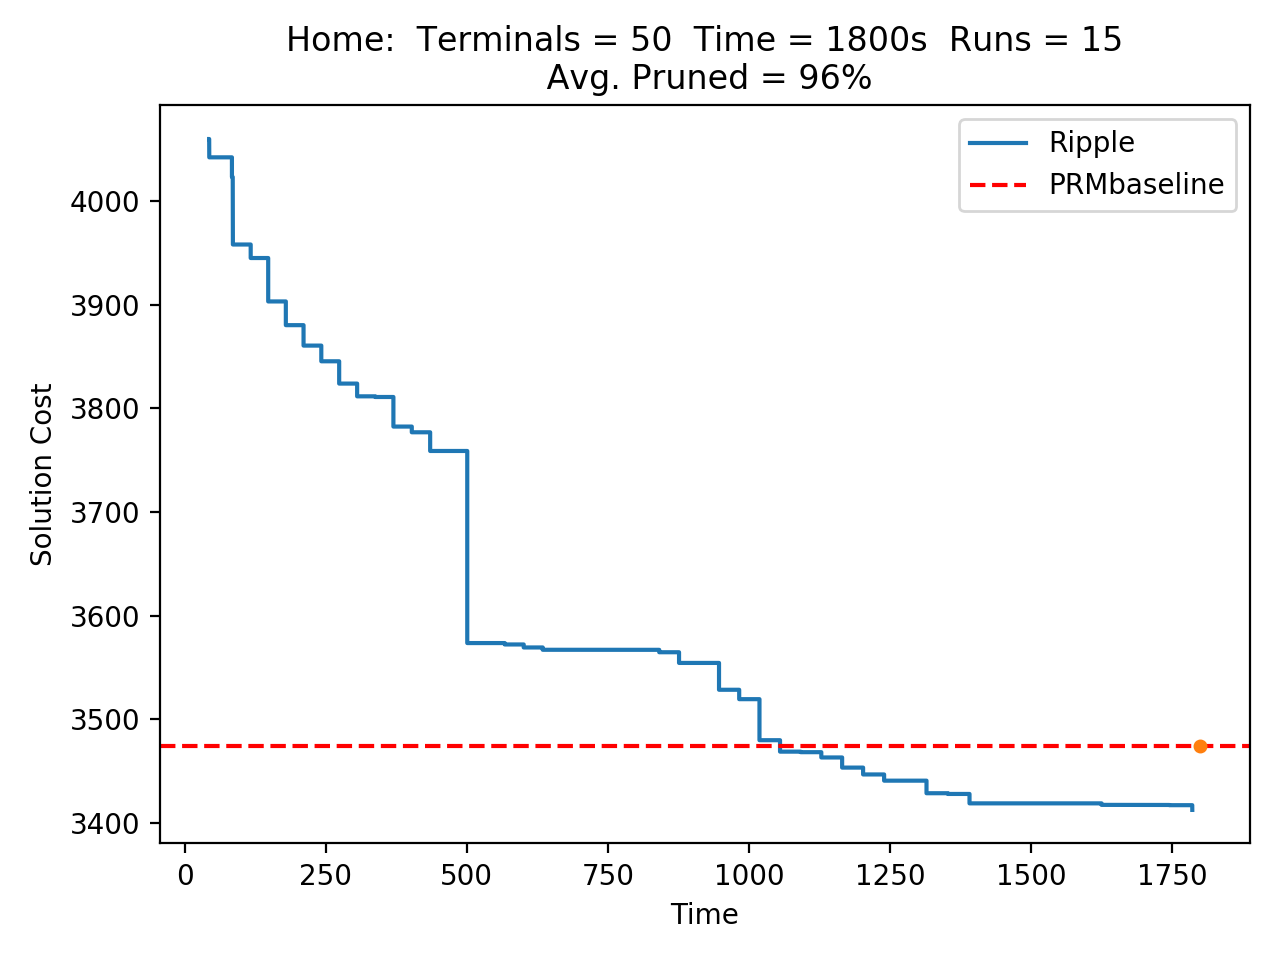 Home:  Terminals = 50  Time = 1800s  Runs = 15
Avg. Pruned = 96%
Ripple
PRMbaseline
4000
3900
3800
3700
3600
3500
3400
Solution Cost
0
250
500
750
1000
1250
1500
1750
Time